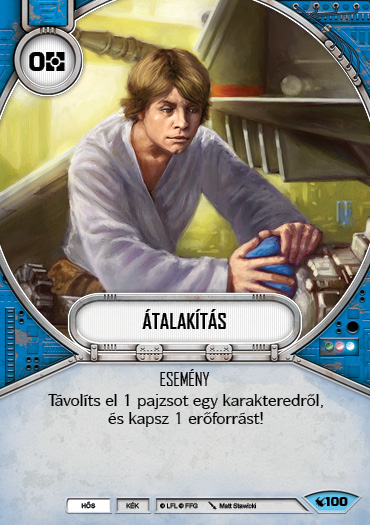 0
ÁTALAKÍTÁS
ESEMÉNY
Távolíts el 1 pajzsot egy karakteredről,
és kapsz 1 erőforrást!
HŐS
KÉK
© LFL © FFG
Matt Stawicki
100